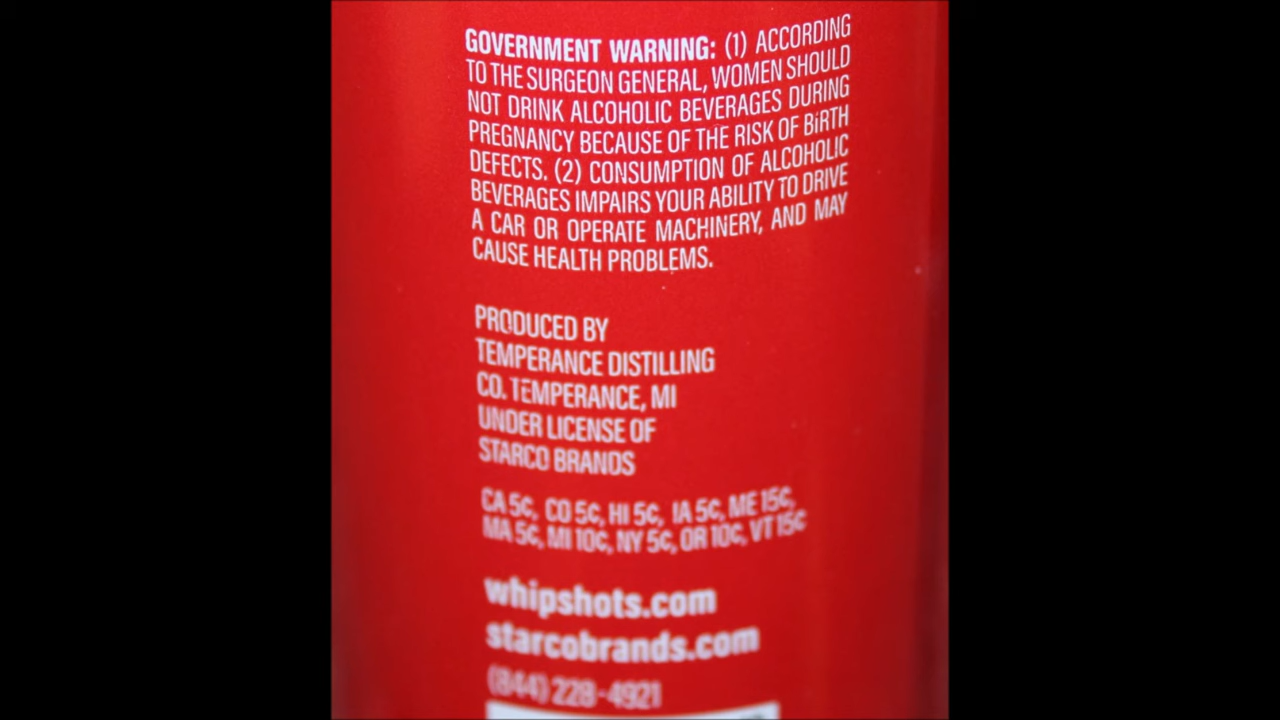 GOVERNMENT WARNING: (1) ACCORDING
TO THE SURGEON GENERAL, WOMEN SHOULD
NOT DRINK ALCOHOLIC BEVERAGES DURING
PREGNANCY BECAUSE OF THE RISK OF BiRTH
DEFECTS. (2) CONSUMPTION OF ALCOHOLIC
BEVERAGES IMPAIRS YOUR ABILITY TO DRIVE
A CAR OR OPERATE MACHINERY, AND MAY
CAUSE HEALTH PROBLEMS.
PRODUCED BY
TEMPERANCE DISTILLING
CO. TEMPERANCE, MI
UNDER LICENSE OF
STARCO BRANDS
CA 5¢, CO 5¢, HI 5¢, IA 5¢, ME 15¢,
MA 5¢, MI 10¢, NY 5¢, OR 10¢, VT 15¢
whipshots.com
starcobrands.com
(844) 228-4921